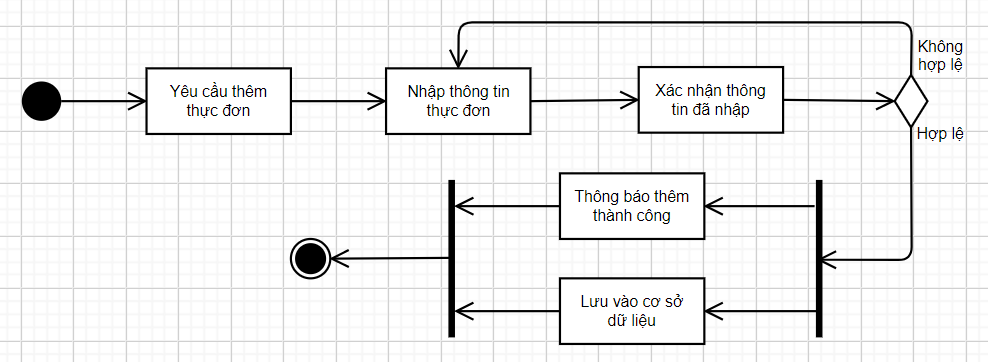 Yêu cầu thêm
thực đơn
Nhập thông tin
thực đơn
Xác nhận thông
tin đã nhập
Không
hợp lệ
Hợp lệ
Thông báo thêm
thành công
Lưu vào cơ sở
dữ liệu